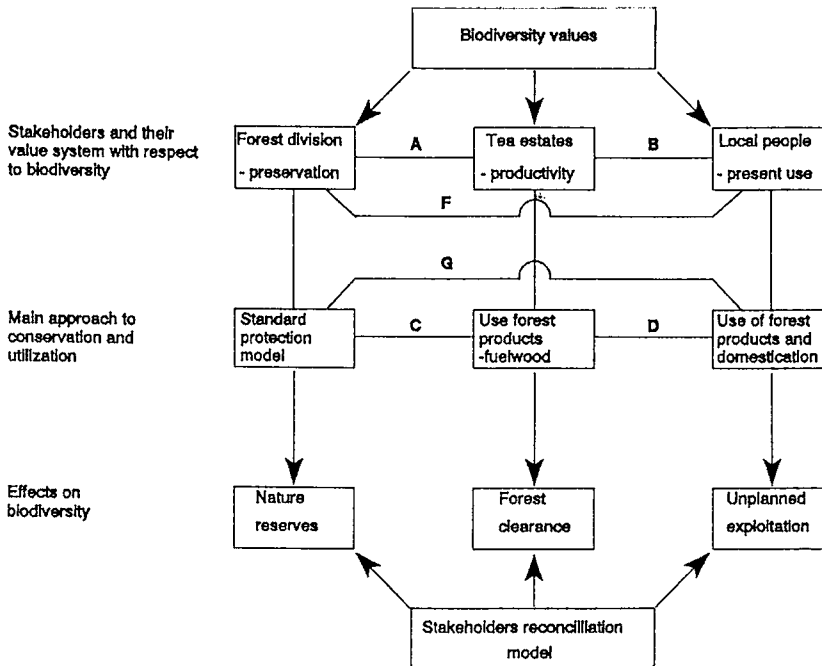 Biodiversity values
Stakeholders and their
value system with respect
to biodiversity
Forest division
- preservation
A
Tea estates
- productivity
B
Local people
- present use
F
G
Main approach to
conservation and
utilization
Standard
protection
model
C
Use forest
products
-fuelwood
D
Use of forest
products and
domestication
Effects on
biodiversity
Nature
reserves
Forest
clearance
Unplanned
exploitation
Stakeholders reconciliation
model